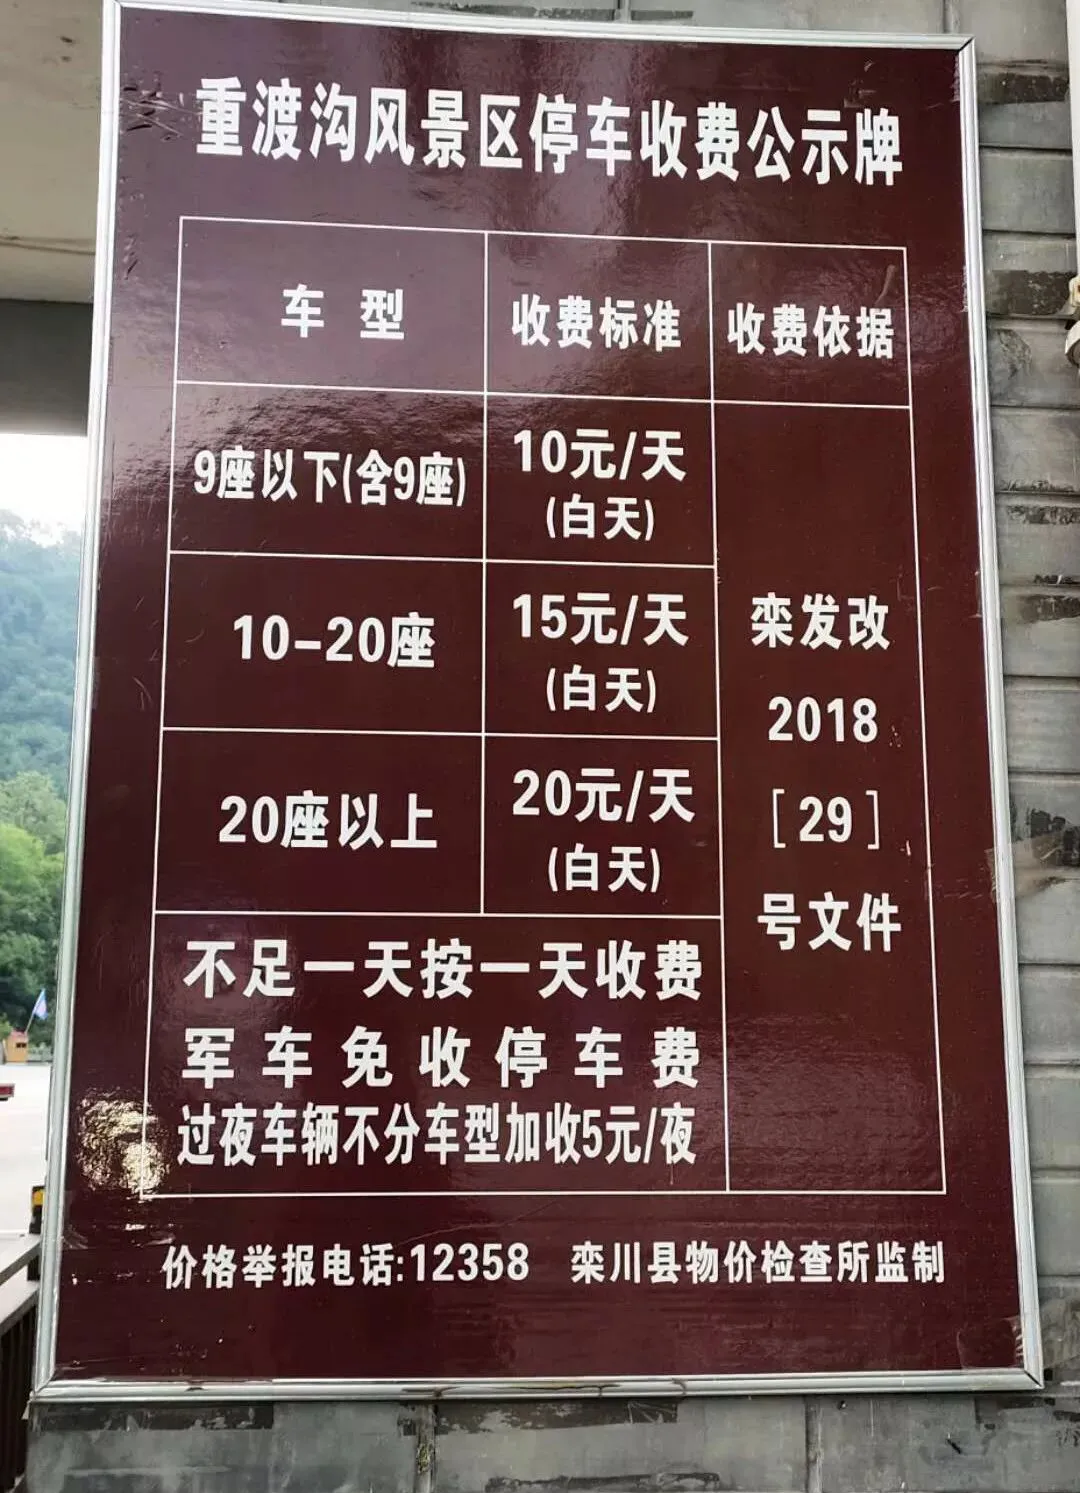 重渡沟风景区停车收费公示牌
车型 收费标准 收费依据
9座以下(含9座) 10元/天
(白天)
10-20座 15元/天
(白天)
20座以上 20元/天
(白天)
栾发改
2018
[29]
号文件
不足一天按一天收费
军车免收停车费
过夜车辆不分车型加收5元/夜
价格举报电话:12358 栾川县物价检查所监制